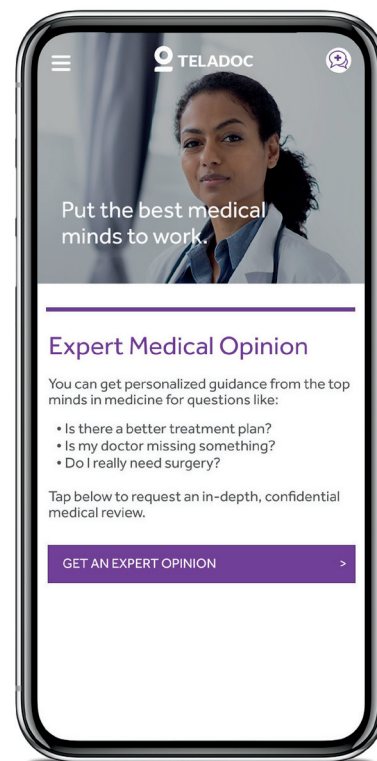 TELADOC
Put the best medical
minds to work.
Expert Medical Opinion
You can get personalized guidance from the top
minds in medicine for questions like:
• Is there a better treatment plan?
• Is my doctor missing something?
• Do I really need surgery?
Tap below to request an in-depth, confidential
medical review.
GET AN EXPERT OPINION >